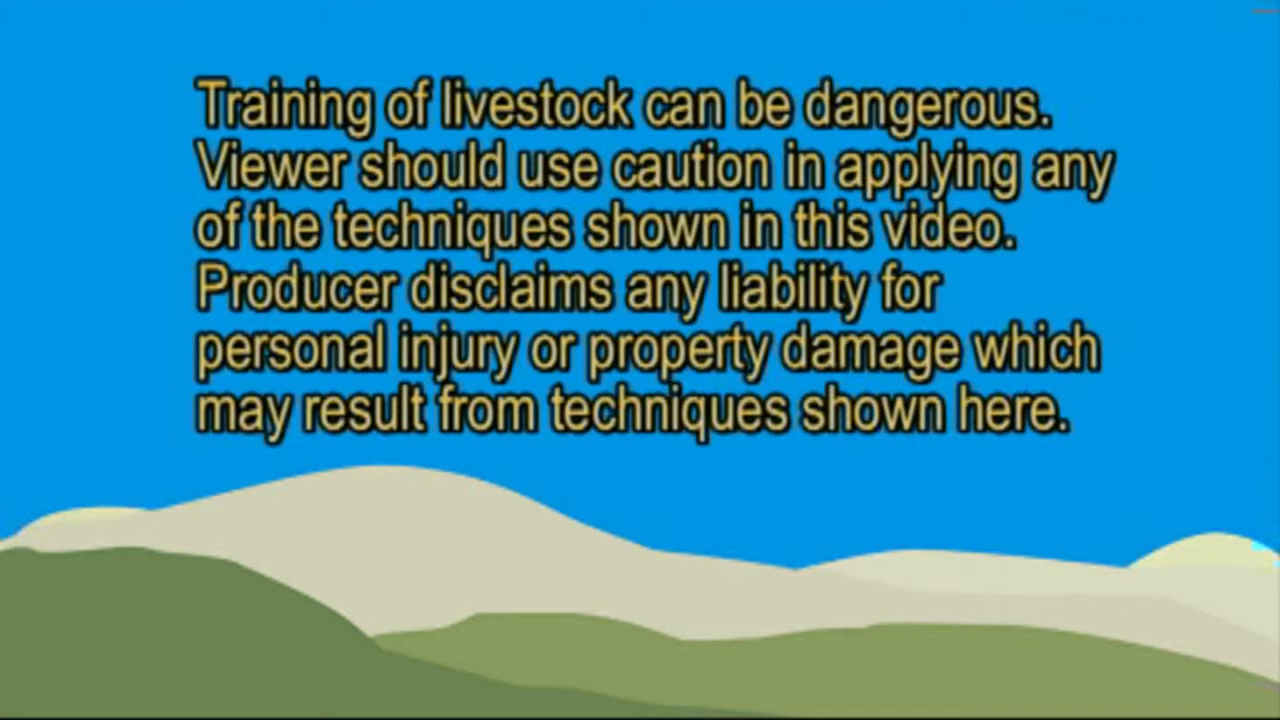 Training of livestock can be dangerous.
Viewer should use caution in applying any
of the techniques shown in this video.
Producer disclaims any liability for
personal injury or property damage which
may result from techniques shown here.